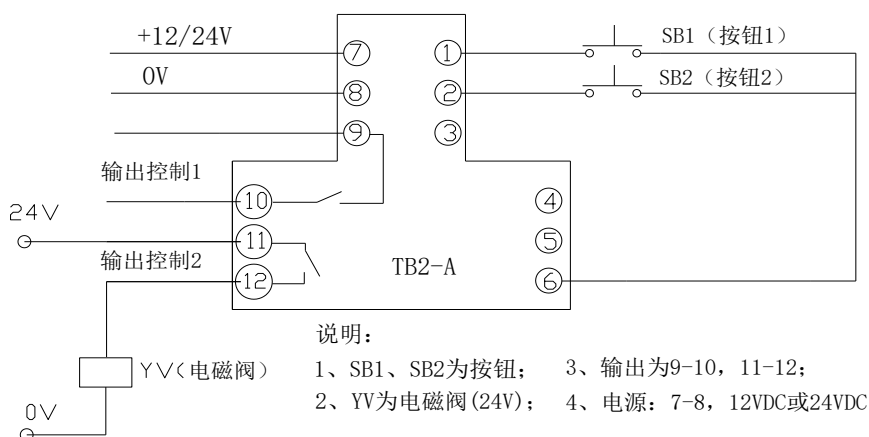 +12/24V
0V
⑦
⑧
⑨
①
②
③
SB1（按钮1）
SB2（按钮2）
输出控制1
24V
输出控制2
⑩
⑪
⑫
④
⑤
⑥
TB2-A
YV(电磁阀）
0V
说明：
1、SB1、SB2为按钮；
2、YV为电磁阀(24V)；
3、输出为9-10，11-12；
4、电源：7-8，12VDC或24VDC